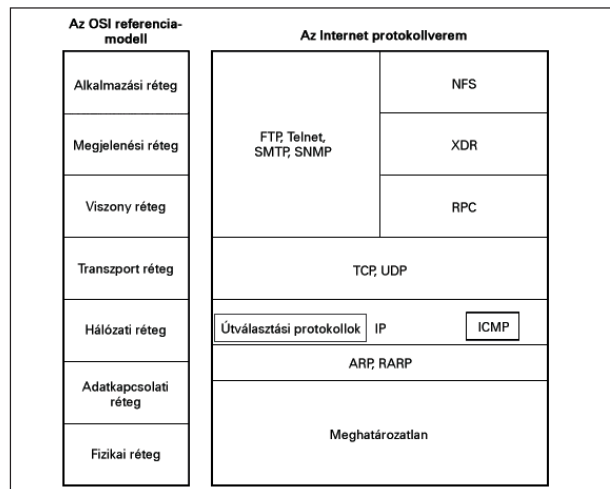 Az OSI referencia-
modell
Az Internet protokollverem
Alkalmazási réteg
Megjelenési réteg
Viszony réteg
Transzport réteg
Hálózati réteg
Adatkapcsolati
réteg
Fizikai réteg
FTP, Telnet,
SMTP, SNMP
NFS
XDR
RPC
TCP, UDP
Útválasztási protokollok IP ICMP
ARP, RARP
Meghatározatlan